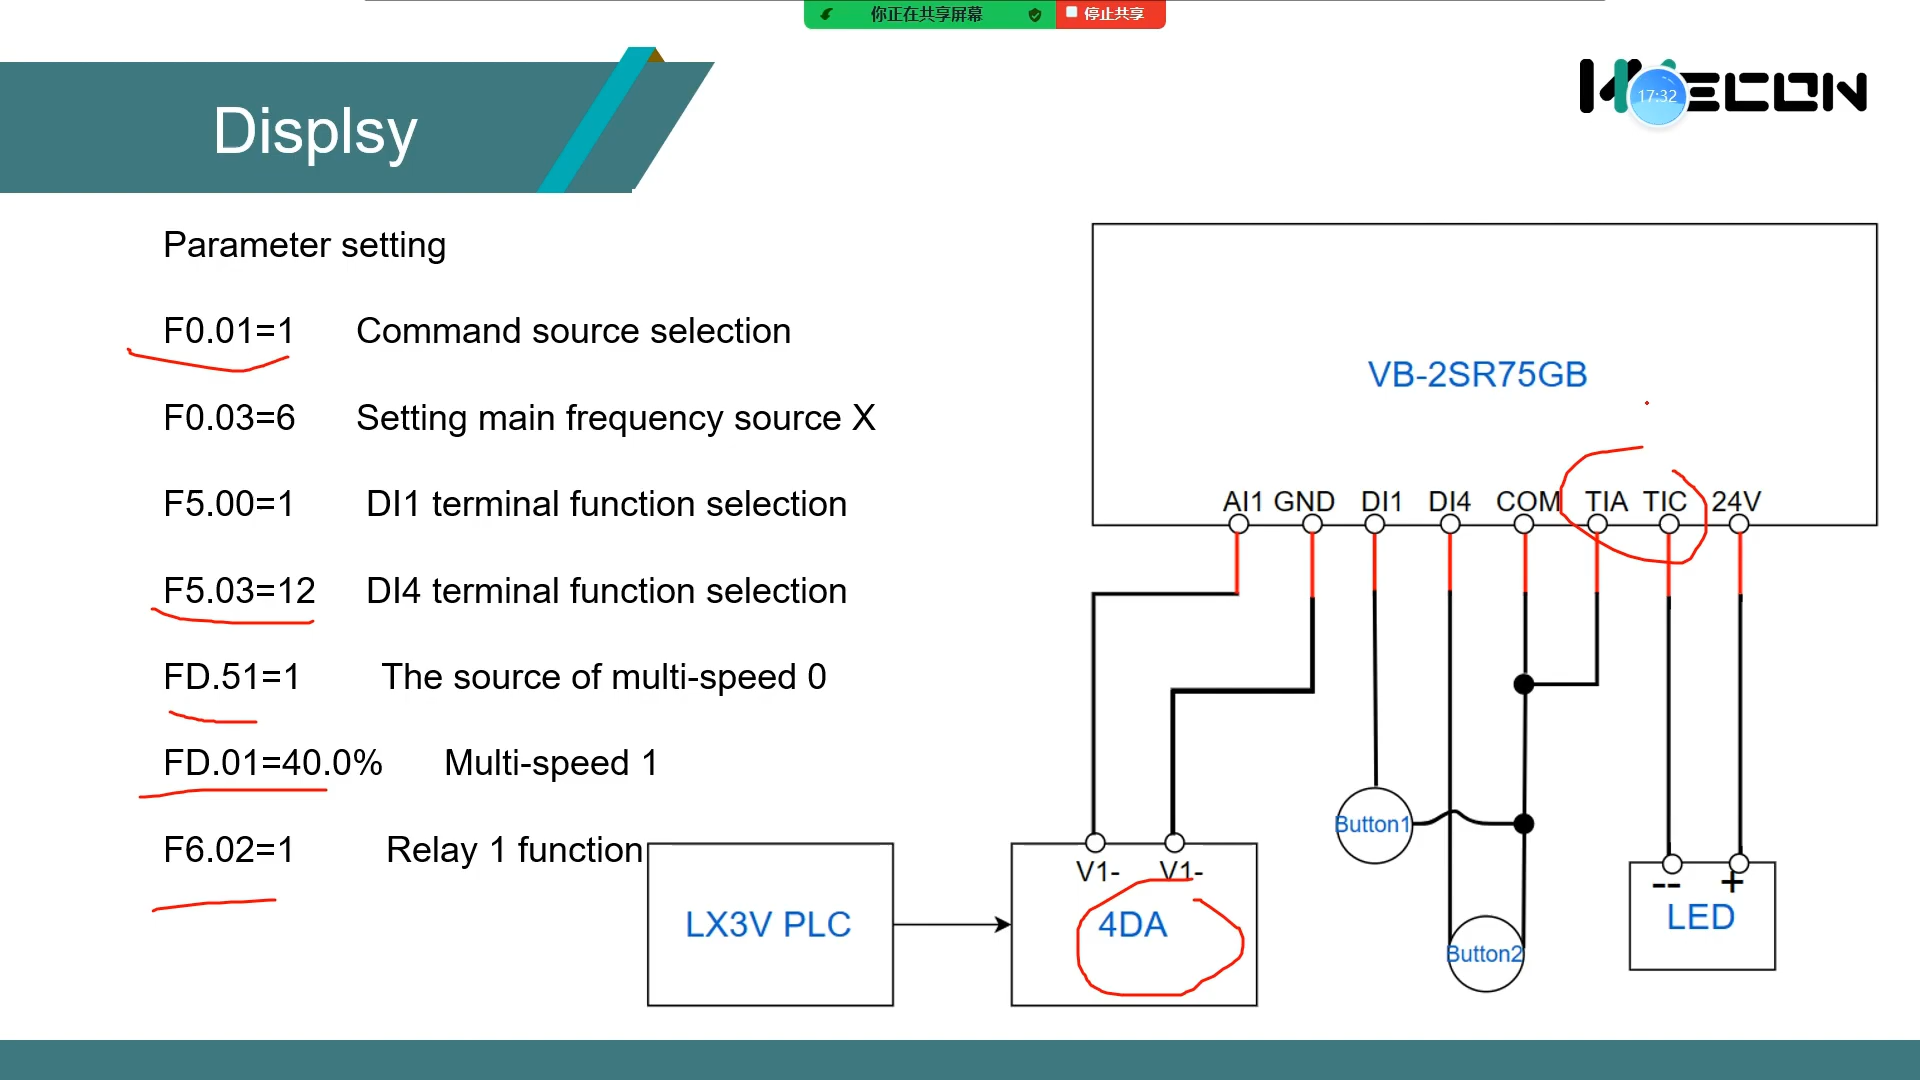 你正在共享屏幕
停止共享
Displsy
WECON
17:32
Parameter setting
F0.01=1 Command source selection
F0.03=6 Setting main frequency source X
F5.00=1 DI1 terminal function selection
F5.03=12 DI4 terminal function selection
FD.51=1 The source of multi-speed 0
FD.01=40.0% Multi-speed 1
F6.02=1 Relay 1 function
VB-2SR75GB
AI1 GND DI1 DI4 COM TIA TIC 24V
Button1
V1- V1-
-- +
LX3V PLC
4DA
LED
Button2